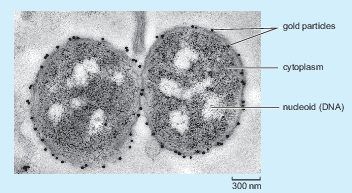 gold particles
cytoplasm
nucleoid (DNA)
300 nm